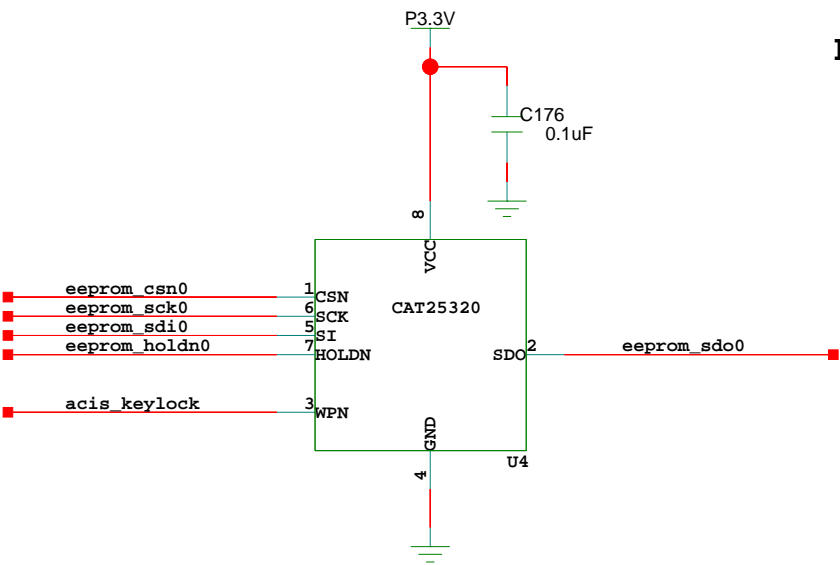 P3.3V
C176
0.1uF
8
VCC
eeprom_csn0
1
CSN
CAT25320
eeprom_sck0
6
SCK
eeprom_sdi0
5
SI
eeprom_holdn0
7
HOLDN
SDO
2
eeprom_sdo0
acis_keylock
3
WPN
GND
U4
4